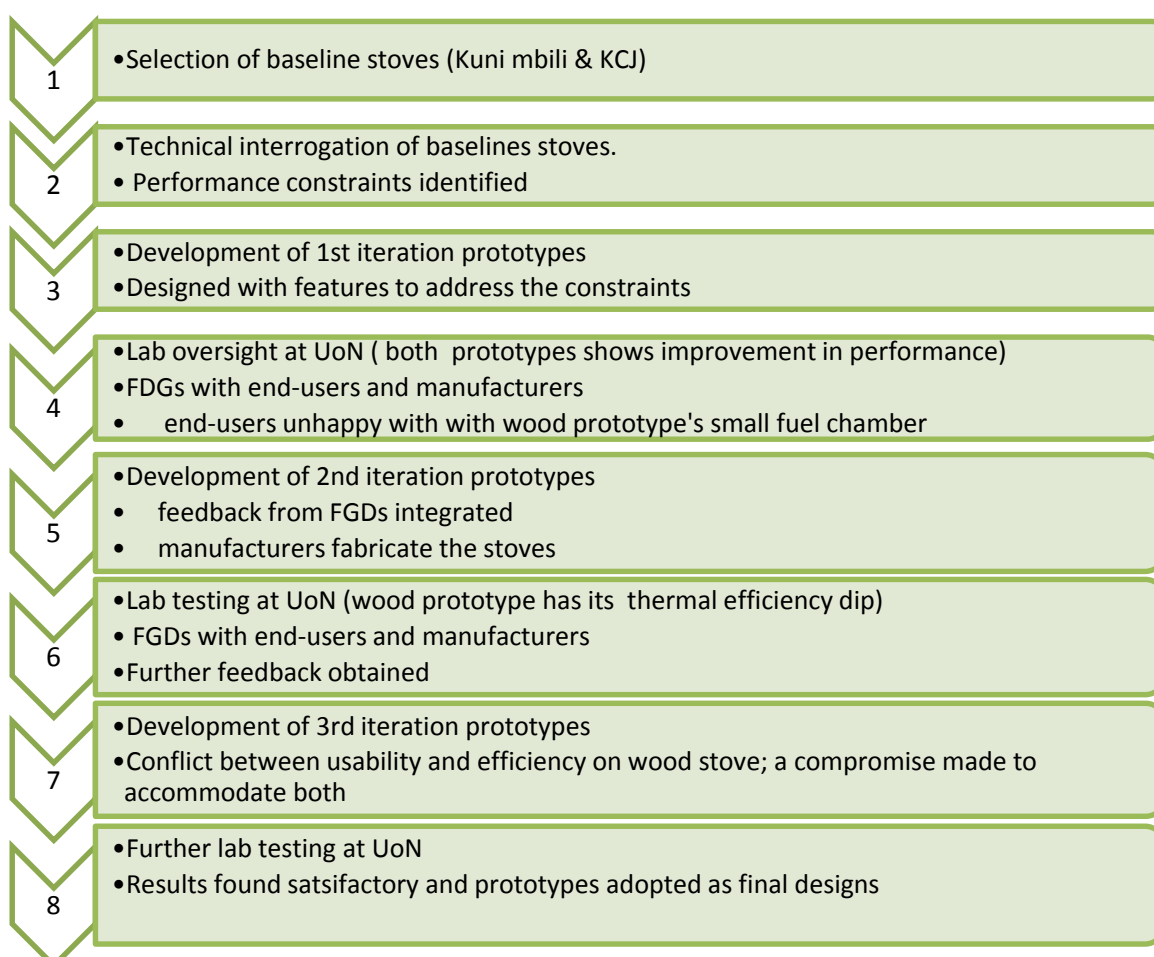 1
•Selection of baseline stoves (Kuni mbili & KCJ)
2
•Technical interrogation of baselines stoves.
• Performance constraints identified
3
•Development of 1st iteration prototypes
•Designed with features to address the constraints
4
•Lab oversight at UoN ( both prototypes shows improvement in performance)
•FDGs with end-users and manufacturers
• end-users unhappy with with wood prototype's small fuel chamber
5
•Development of 2nd iteration prototypes
• feedback from FGDs integrated
• manufacturers fabricate the stoves
6
•Lab testing at UoN (wood prototype has its thermal efficiency dip)
• FGDs with end-users and manufacturers
•Further feedback obtained
7
•Development of 3rd iteration prototypes
•Conflict between usability and efficiency on wood stove; a compromise made to
accommodate both
8
•Further lab testing at UoN
•Results found satsifactory and prototypes adopted as final designs